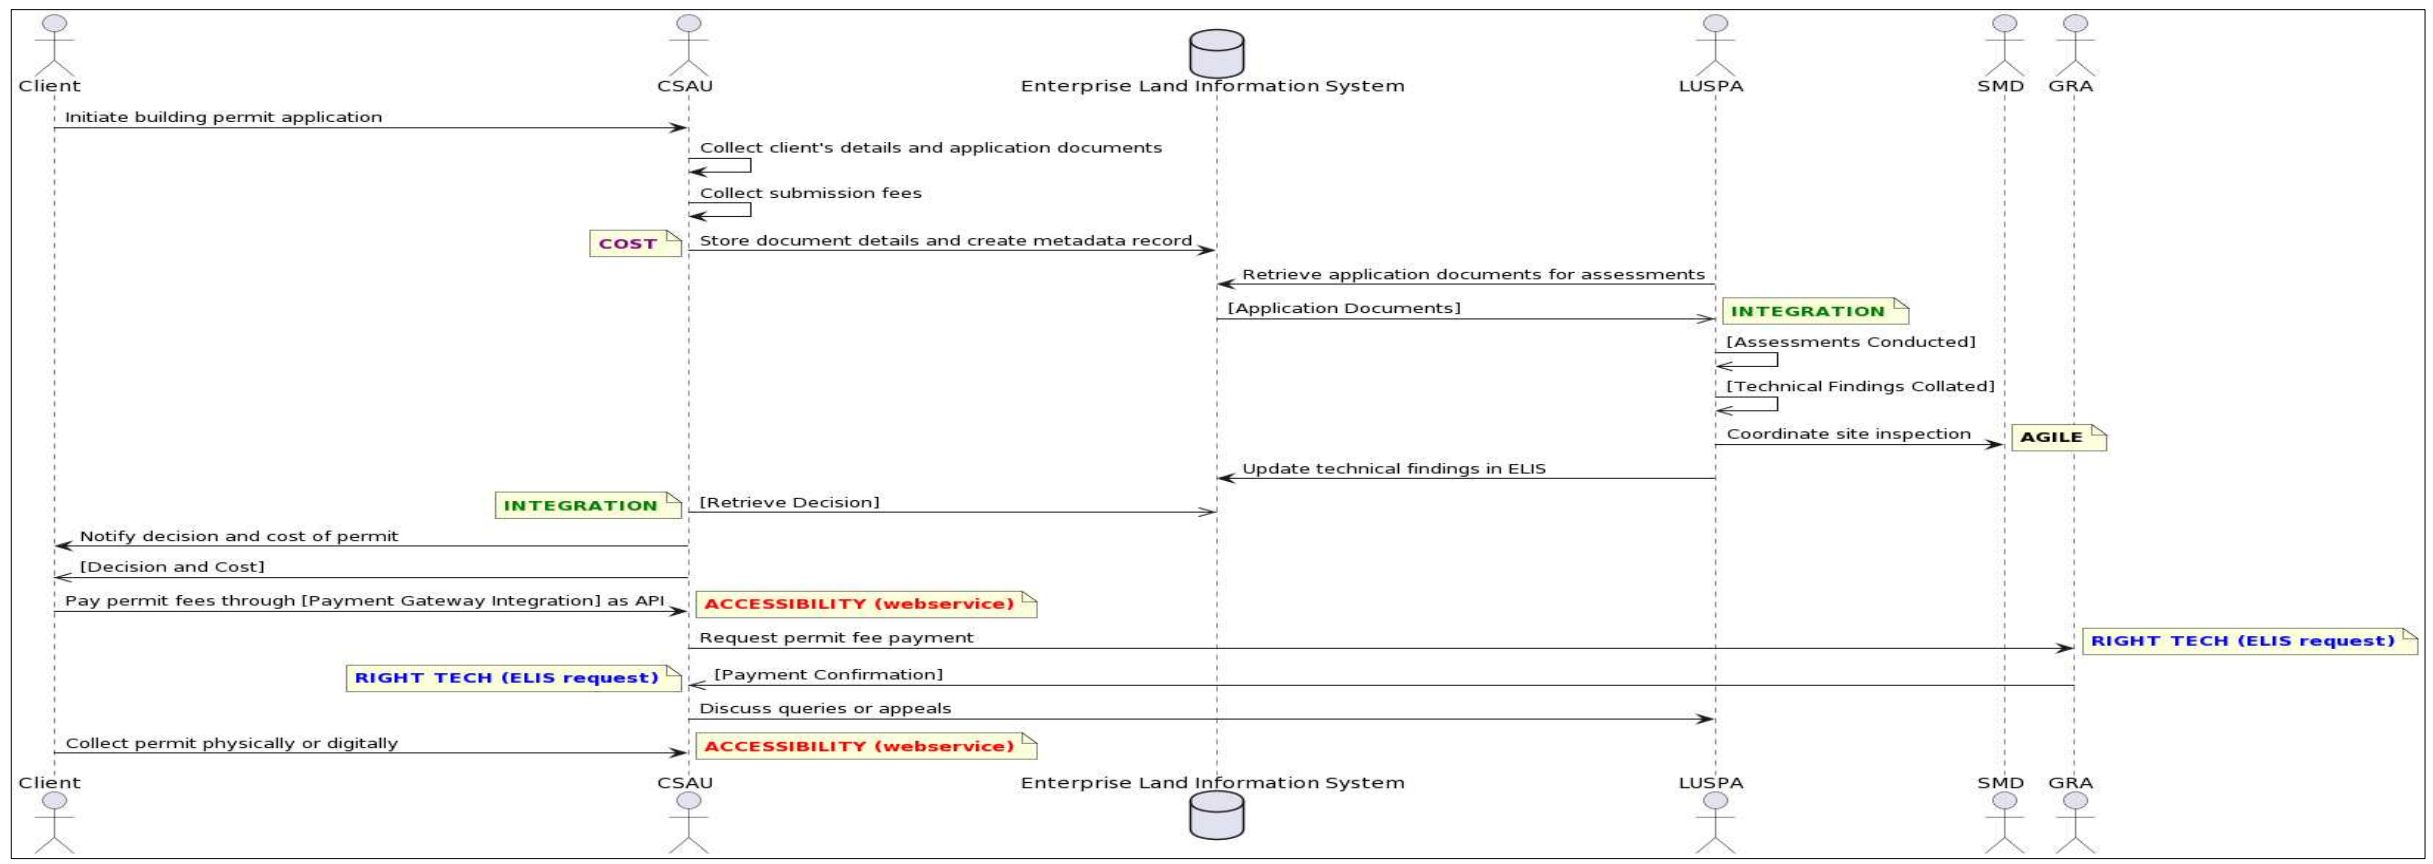 Client
CSAU
Enterprise Land Information System
LUSPA
SMD
GRA
Initiate building permit application
Collect client's details and application documents
Collect submission fees
COST
Store document details and create metadata record
Retrieve application documents for assessments
[Application Documents]
INTEGRATION
[Assessments Conducted]
[Technical Findings Collated]
Coordinate site inspection
AGILE
Update technical findings in ELIS
INTEGRATION
[Retrieve Decision]
Notify decision and cost of permit
[Decision and Cost]
Pay permit fees through [Payment Gateway Integration] as API
ACCESSIBILITY (webservice)
Request permit fee payment
RIGHT TECH (ELIS request)
RIGHT TECH (ELIS request)
[Payment Confirmation]
Discuss queries or appeals
Collect permit physically or digitally
ACCESSIBILITY (webservice)
Client
CSAU
Enterprise Land Information System
LUSPA
SMD
GRA